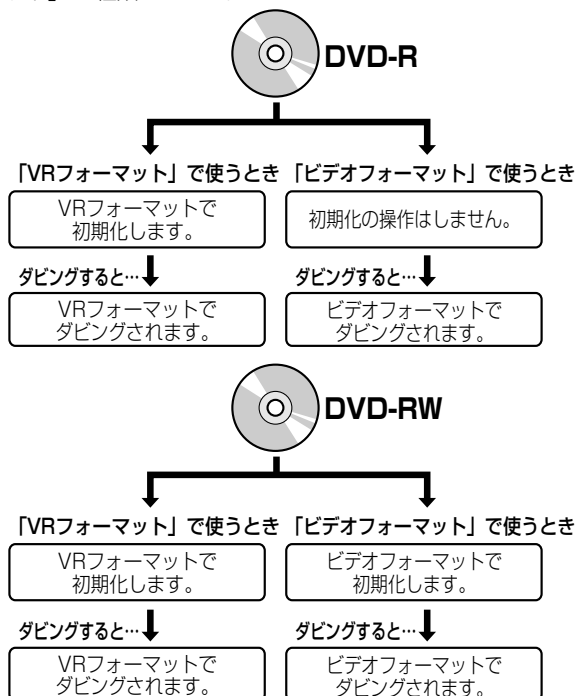 DVD-R
「VRフォーマット」で使うとき 「ビデオフォーマット」で使うとき
VRフォーマットで
初期化します。
初期化の操作はしません。
ダビングすると… ダビングすると…
VRフォーマットで
ダビングされます。
ビデオフォーマットで
ダビングされます。
DVD-RW
「VRフォーマット」で使うとき 「ビデオフォーマット」で使うとき
VRフォーマットで
初期化します。
ビデオフォーマットで
初期化します。
ダビングすると… ダビングすると…
VRフォーマットで
ダビングされます。
ビデオフォーマットで
ダビングされます。